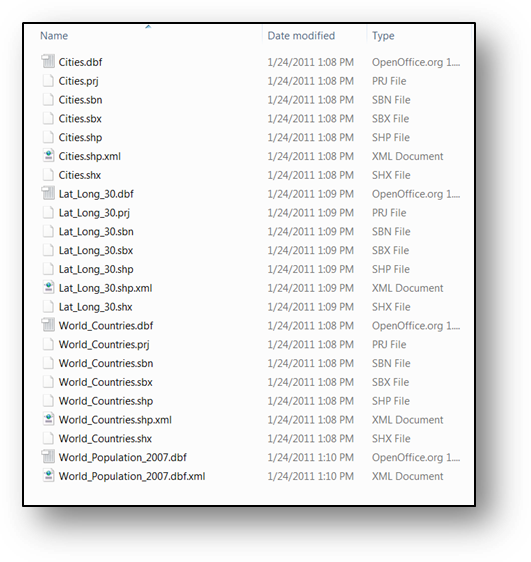 Name Date modified Type
Cities.dbf 1/24/2011 1:08 PM OpenOffice.org 1....
Cities.prj 1/24/2011 1:08 PM PRJ File
Cities.sbn 1/24/2011 1:08 PM SBN File
Cities.sbx 1/24/2011 1:08 PM SBX File
Cities.shp 1/24/2011 1:08 PM SHP File
Cities.shp.xml 1/24/2011 1:08 PM XML Document
Cities.shx 1/24/2011 1:08 PM SHX File
Lat_Long_30.dbf 1/24/2011 1:09 PM OpenOffice.org 1....
Lat_Long_30.prj 1/24/2011 1:09 PM PRJ File
Lat_Long_30.sbn 1/24/2011 1:09 PM SBN File
Lat_Long_30.sbx 1/24/2011 1:09 PM SBX File
Lat_Long_30.shp 1/24/2011 1:09 PM SHP File
Lat_Long_30.shp.xml 1/24/2011 1:09 PM XML Document
Lat_Long_30.shx 1/24/2011 1:09 PM SHX File
World_Countries.dbf 1/24/2011 1:08 PM OpenOffice.org 1....
World_Countries.prj 1/24/2011 1:08 PM PRJ File
World_Countries.sbn 1/24/2011 1:08 PM SBN File
World_Countries.sbx 1/24/2011 1:08 PM SBX File
World_Countries.shp 1/24/2011 1:08 PM SHP File
World_Countries.shp.xml 1/24/2011 1:08 PM XML Document
World_Countries.shx 1/24/2011 1:08 PM SHX File
World_Population_2007.dbf 1/24/2011 1:10 PM OpenOffice.org 1....
World_Population_2007.dbf.xml 1/24/2011 1:10 PM XML Document